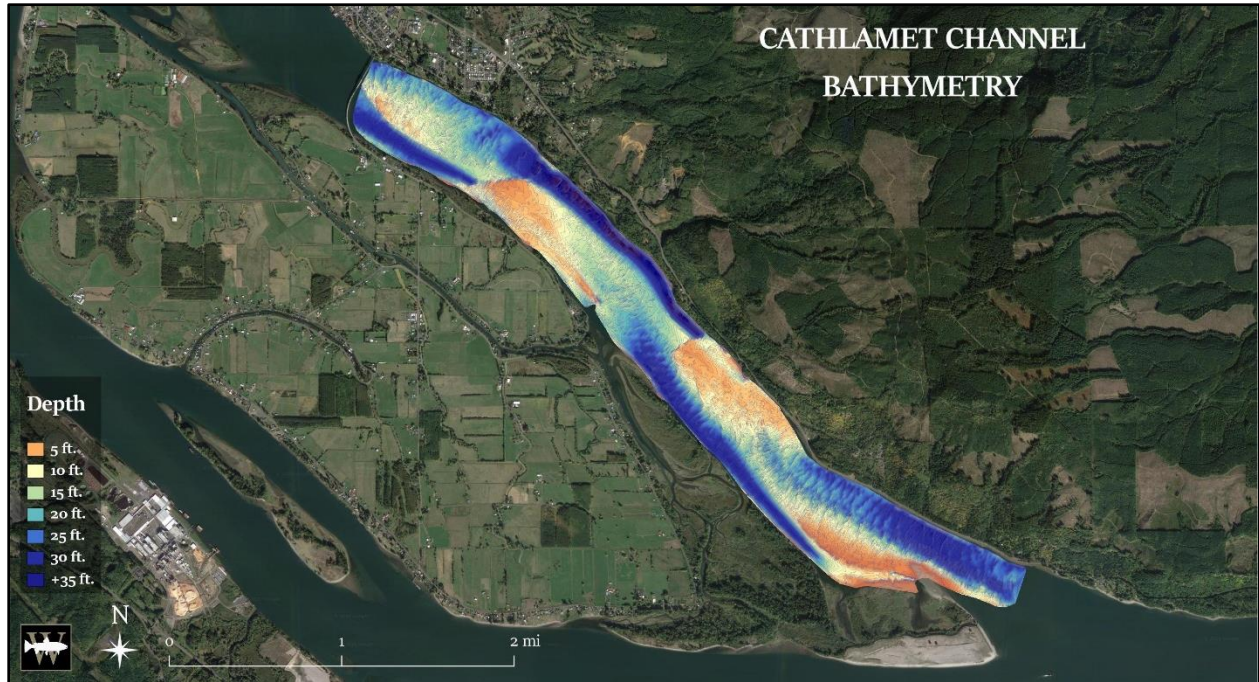 CATHLAMET CHANNEL
BATHYMETRY
Depth
5 ft.
10 ft.
15 ft.
20 ft.
25 ft.
30 ft.
+35 ft.
W
N
0 1 2 mi